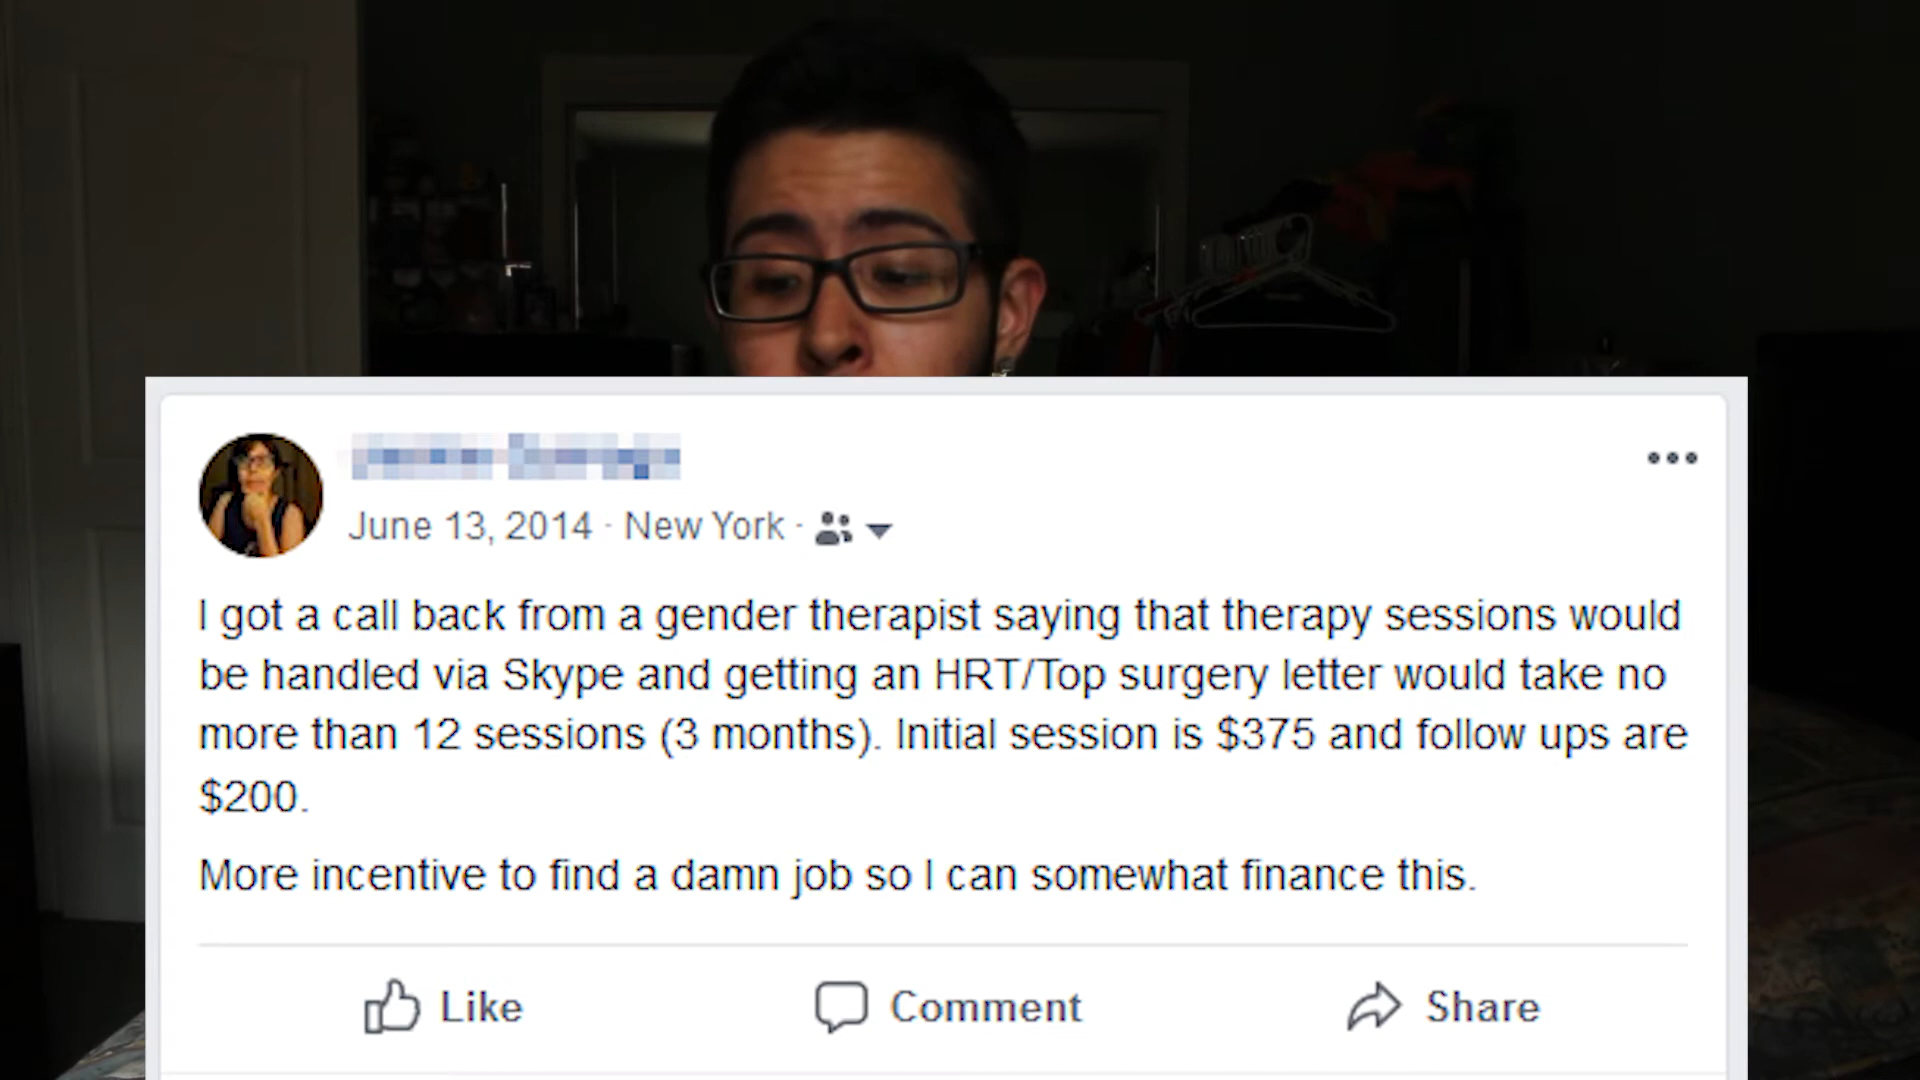 June 13, 2014 · New York ·
I got a call back from a gender therapist saying that therapy sessions would
be handled via Skype and getting an HRT/Top surgery letter would take no
more than 12 sessions (3 months). Initial session is $375 and follow ups are
$200.
More incentive to find a damn job so I can somewhat finance this.
Like Comment Share